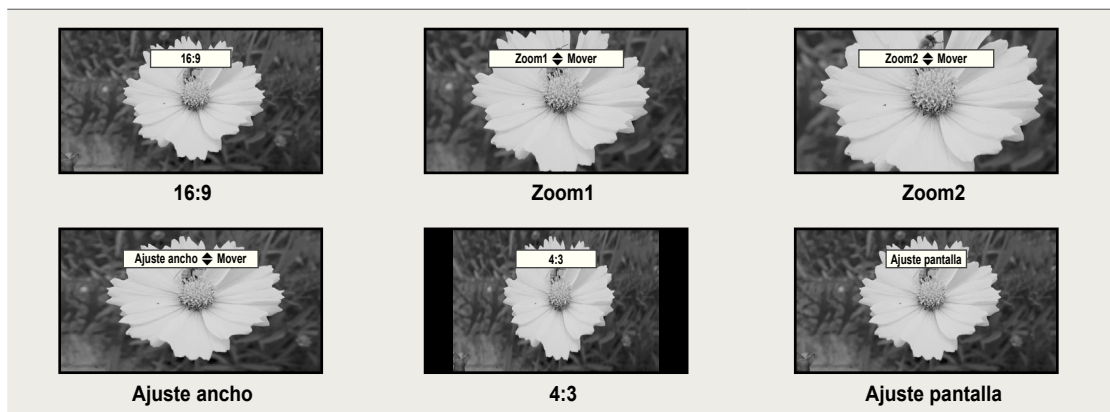 16:9
Zoom1 Mover
Zoom2 Mover
16:9
Zoom1
Zoom2
Ajuste ancho Mover
4:3
Ajuste pantalla
Ajuste ancho
4:3
Ajuste pantalla